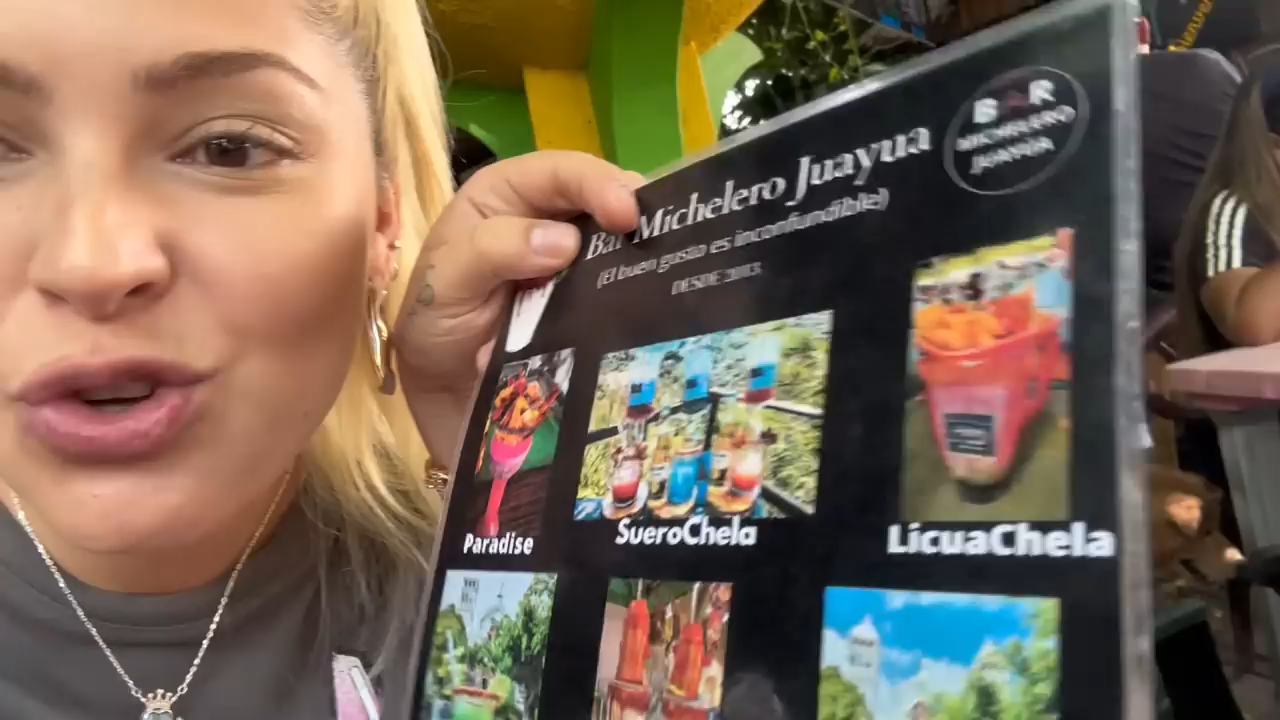 Bar Michelero Juayua
(El buen gusto es inconfundible)
DESDE 2013
BAR
MICHELERO
JUAYUA
Paradise
SueroChela
LicuaChela